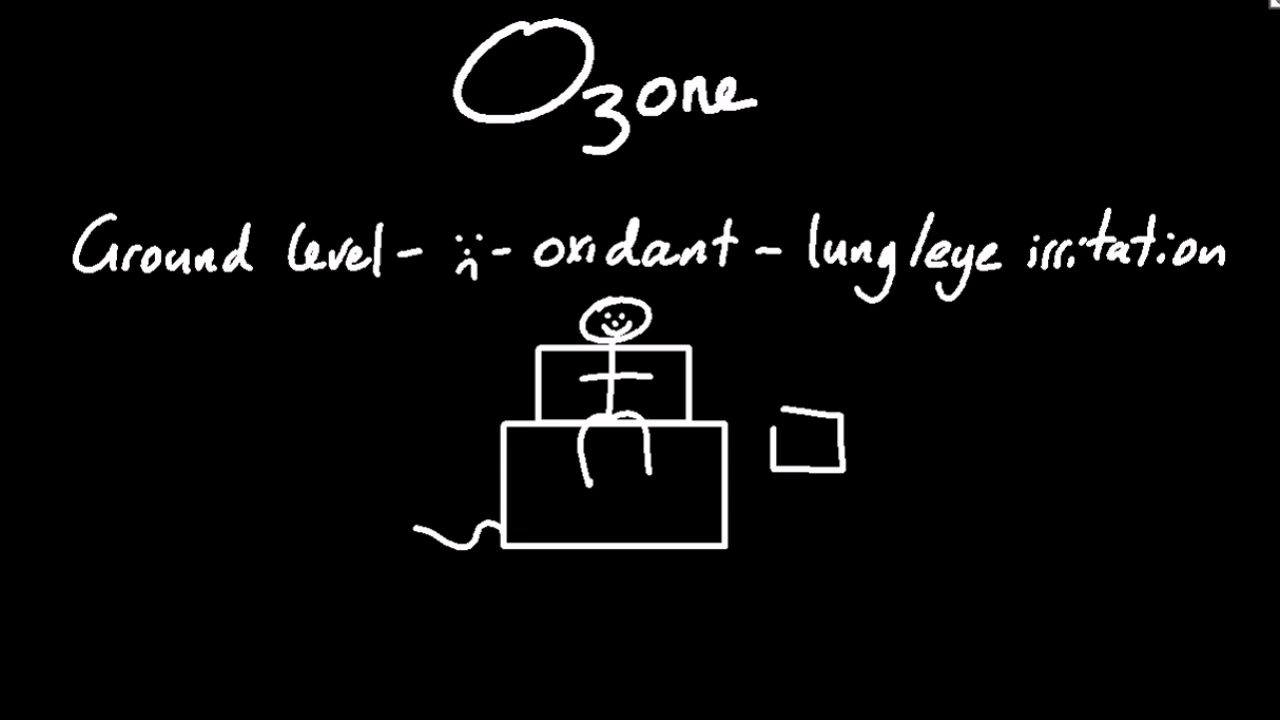 O3one
Ground level - :( - oxidant - lung/eye irritation